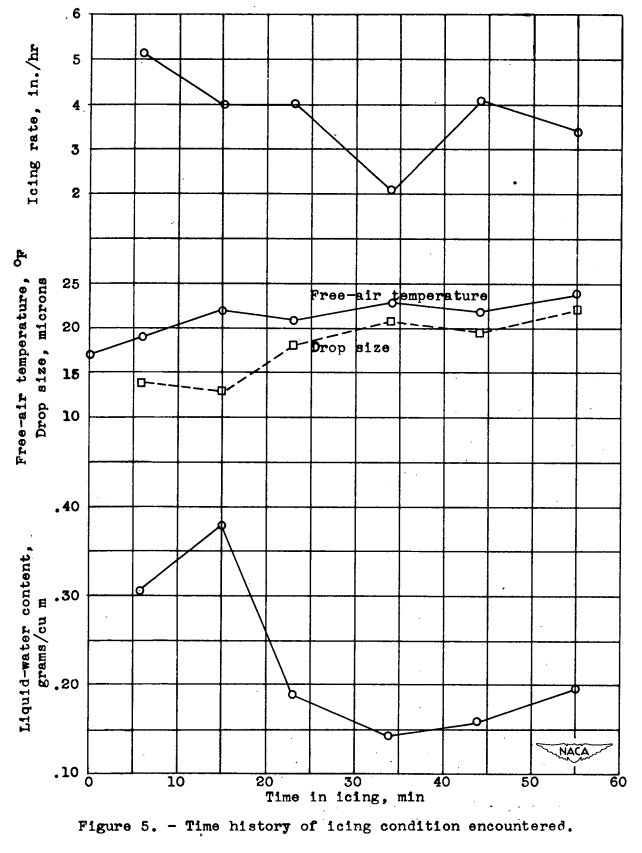 6
5
4
3
2
Icing rate, in./hr
25
20
15
10
Free-air temperature, °F
Drop size, microns
Free-air temperature
Drop size
.40
.30
.20
.10
Liquid-water content,
grams/cu m
NACA
0 10 20 30 40 50 60
Time in icing, min
Figure 5. - Time history of icing condition encountered.